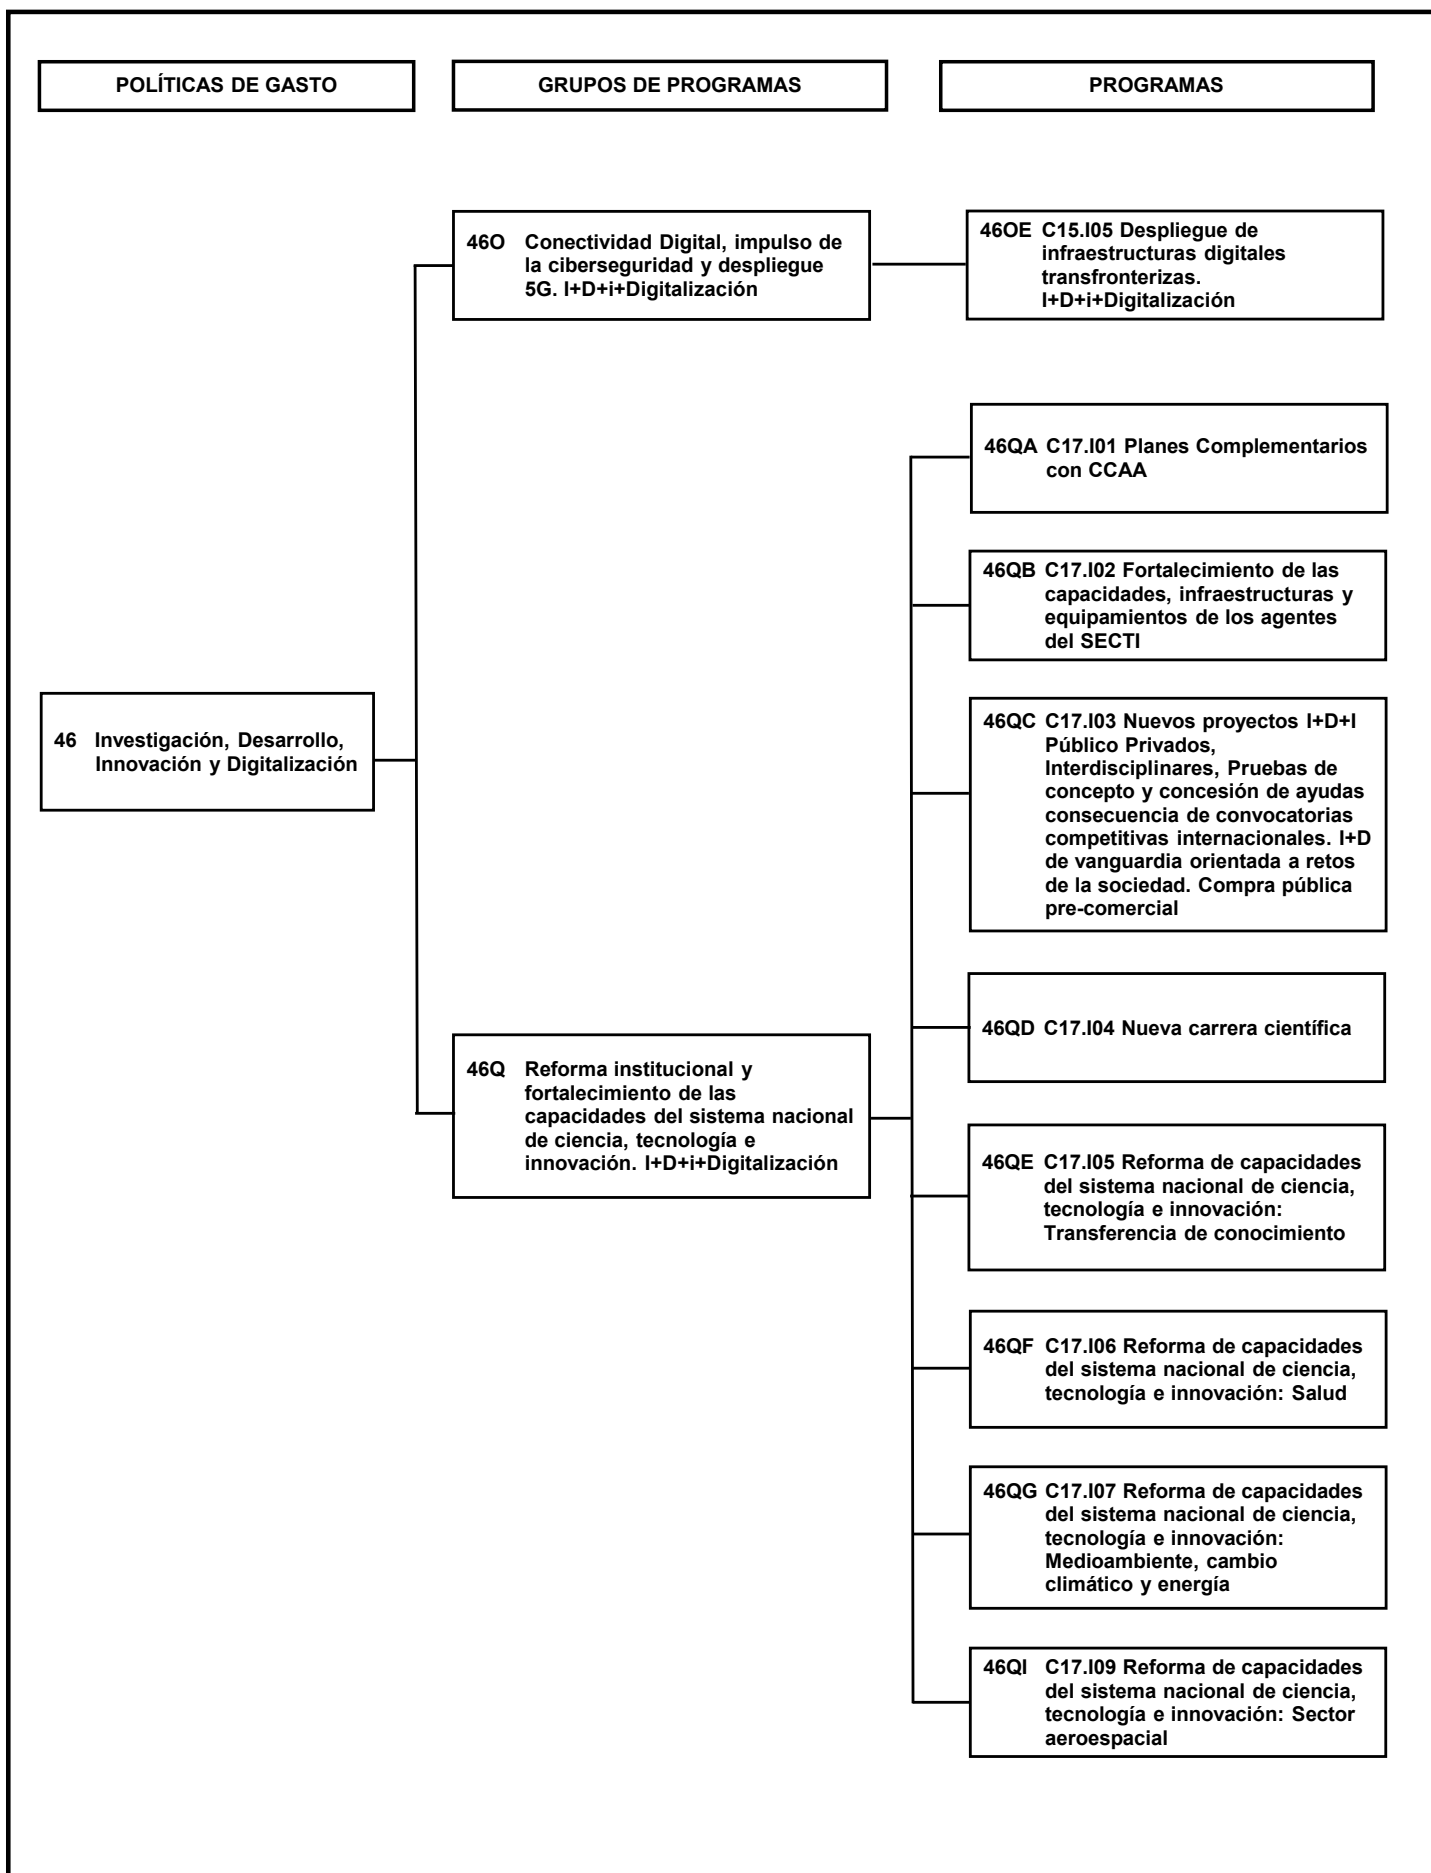 POLÍTICAS DE GASTO
GRUPOS DE PROGRAMAS
PROGRAMAS
46O Conectividad Digital, impulso de
la ciberseguridad y despliegue
5G. I+D+i+Digitalización
46OE C15.I05 Despliegue de
infraestructuras digitales
transfronterizas.
I+D+i+Digitalización
46QA C17.I01 Planes Complementarios
con CCAA
46QB C17.I02 Fortalecimiento de las
capacidades, infraestructuras y
equipamientos de los agentes
del SECTI
46 Investigación, Desarrollo,
Innovación y Digitalización
46QC C17.I03 Nuevos proyectos I+D+I
Público Privados,
Interdisciplinares, Pruebas de
concepto y concesión de ayudas
consecuencia de convocatorias
competitivas internacionales. I+D
de vanguardia orientada a retos
de la sociedad. Compra pública
pre-comercial
46QD C17.I04 Nueva carrera científica
46Q Reforma institucional y
fortalecimiento de las
capacidades del sistema nacional
de ciencia, tecnología e
innovación. I+D+i+Digitalización
46QE C17.I05 Reforma de capacidades
del sistema nacional de ciencia,
tecnología e innovación:
Transferencia de conocimiento
46QF C17.I06 Reforma de capacidades
del sistema nacional de ciencia,
tecnología e innovación: Salud
46QG C17.I07 Reforma de capacidades
del sistema nacional de ciencia,
tecnología e innovación:
Medioambiente, cambio
climático y energía
46QI C17.I09 Reforma de capacidades
del sistema nacional de ciencia,
tecnología e innovación: Sector
aeroespacial